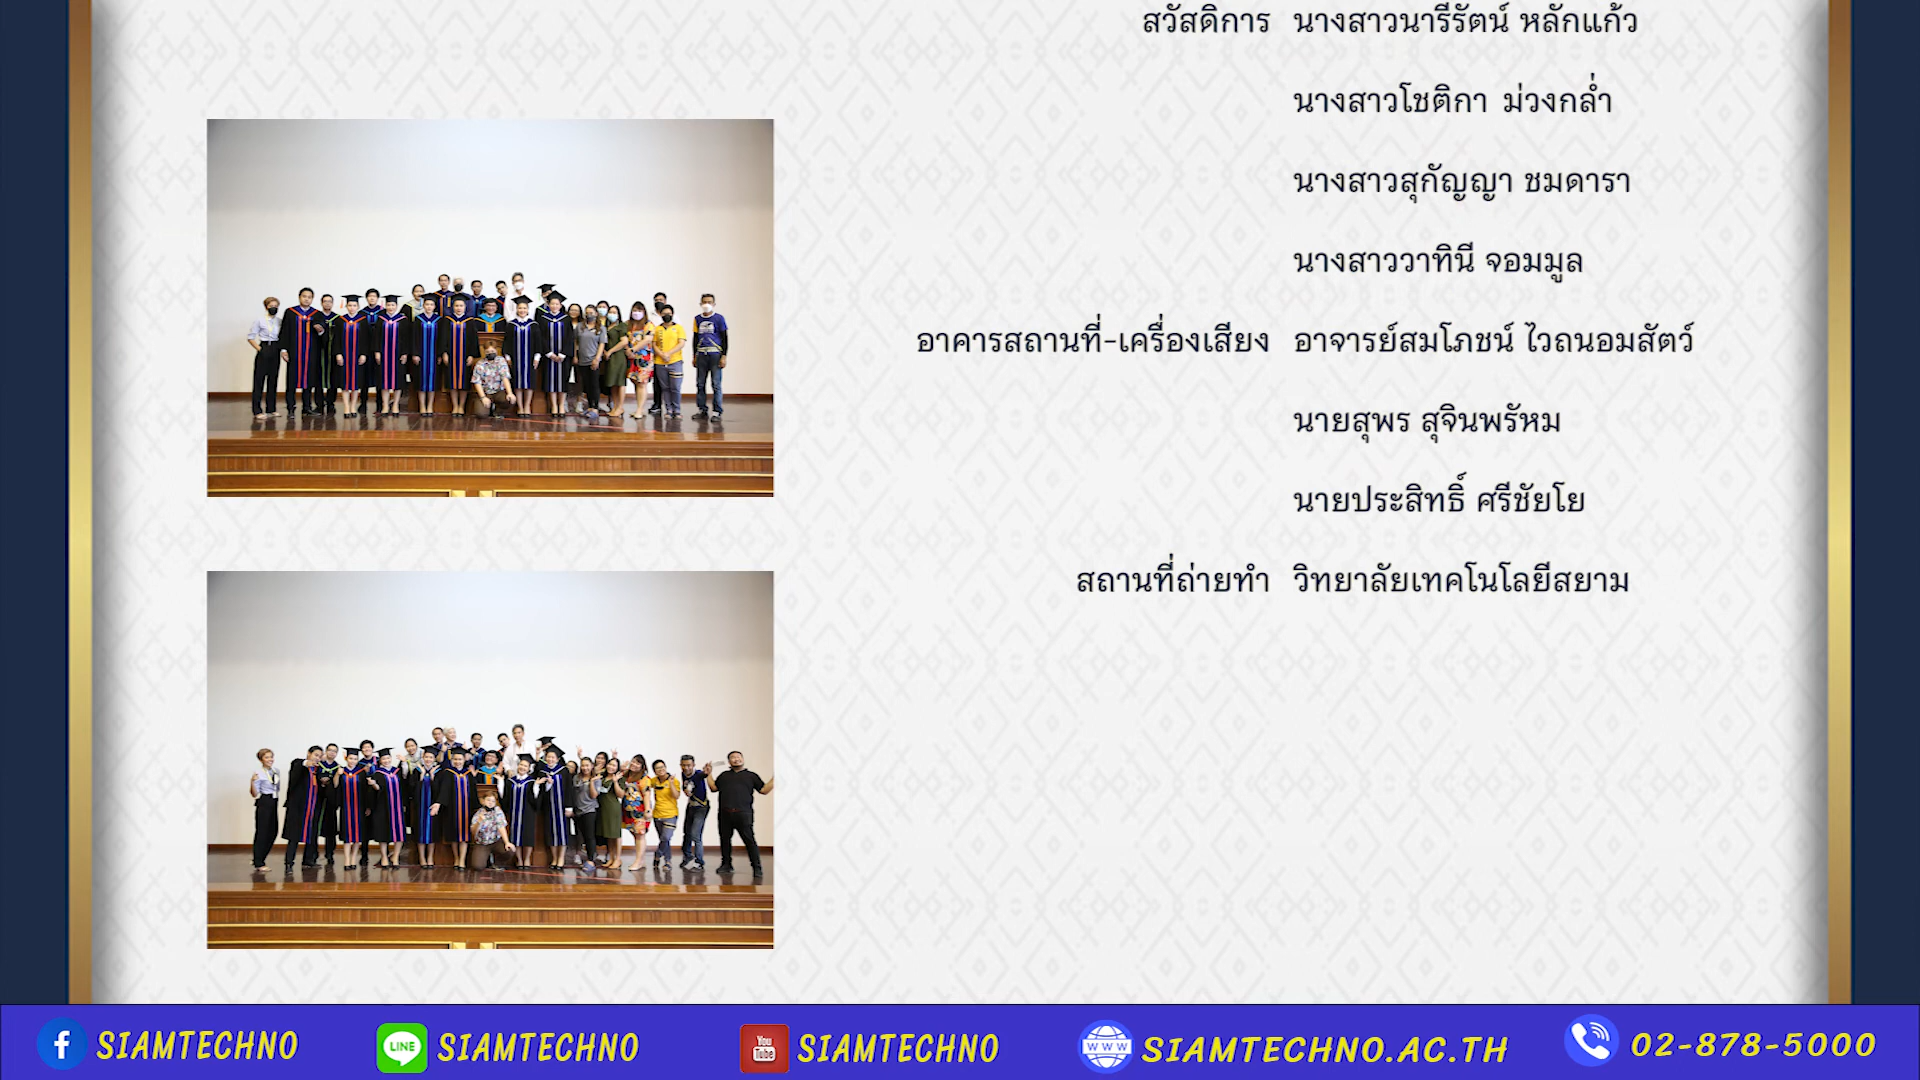 สวัสดิการ นางสาวนารีรัตน์ หลักแก้ว
นางสาวโชติกา ม่วงกล่ำ
นางสาวสุกัญญา ชมดารา
นางสาววาทินี จอมมูล
อาคารสถานที่-เครื่องเสียง อาจารย์สมโภชน์ ไวถนอมสัตว์
นายสุพร สุจินพรัหม
นายประสิทธิ์ ศรีชัยโย
สถานที่ถ่ายทำ วิทยาลัยเทคโนโลยีสยาม
f SIAMTECHNO LINE SIAMTECHNO You Tube SIAMTECHNO WWW SIAMTECHNO.AC.TH 02-878-5000